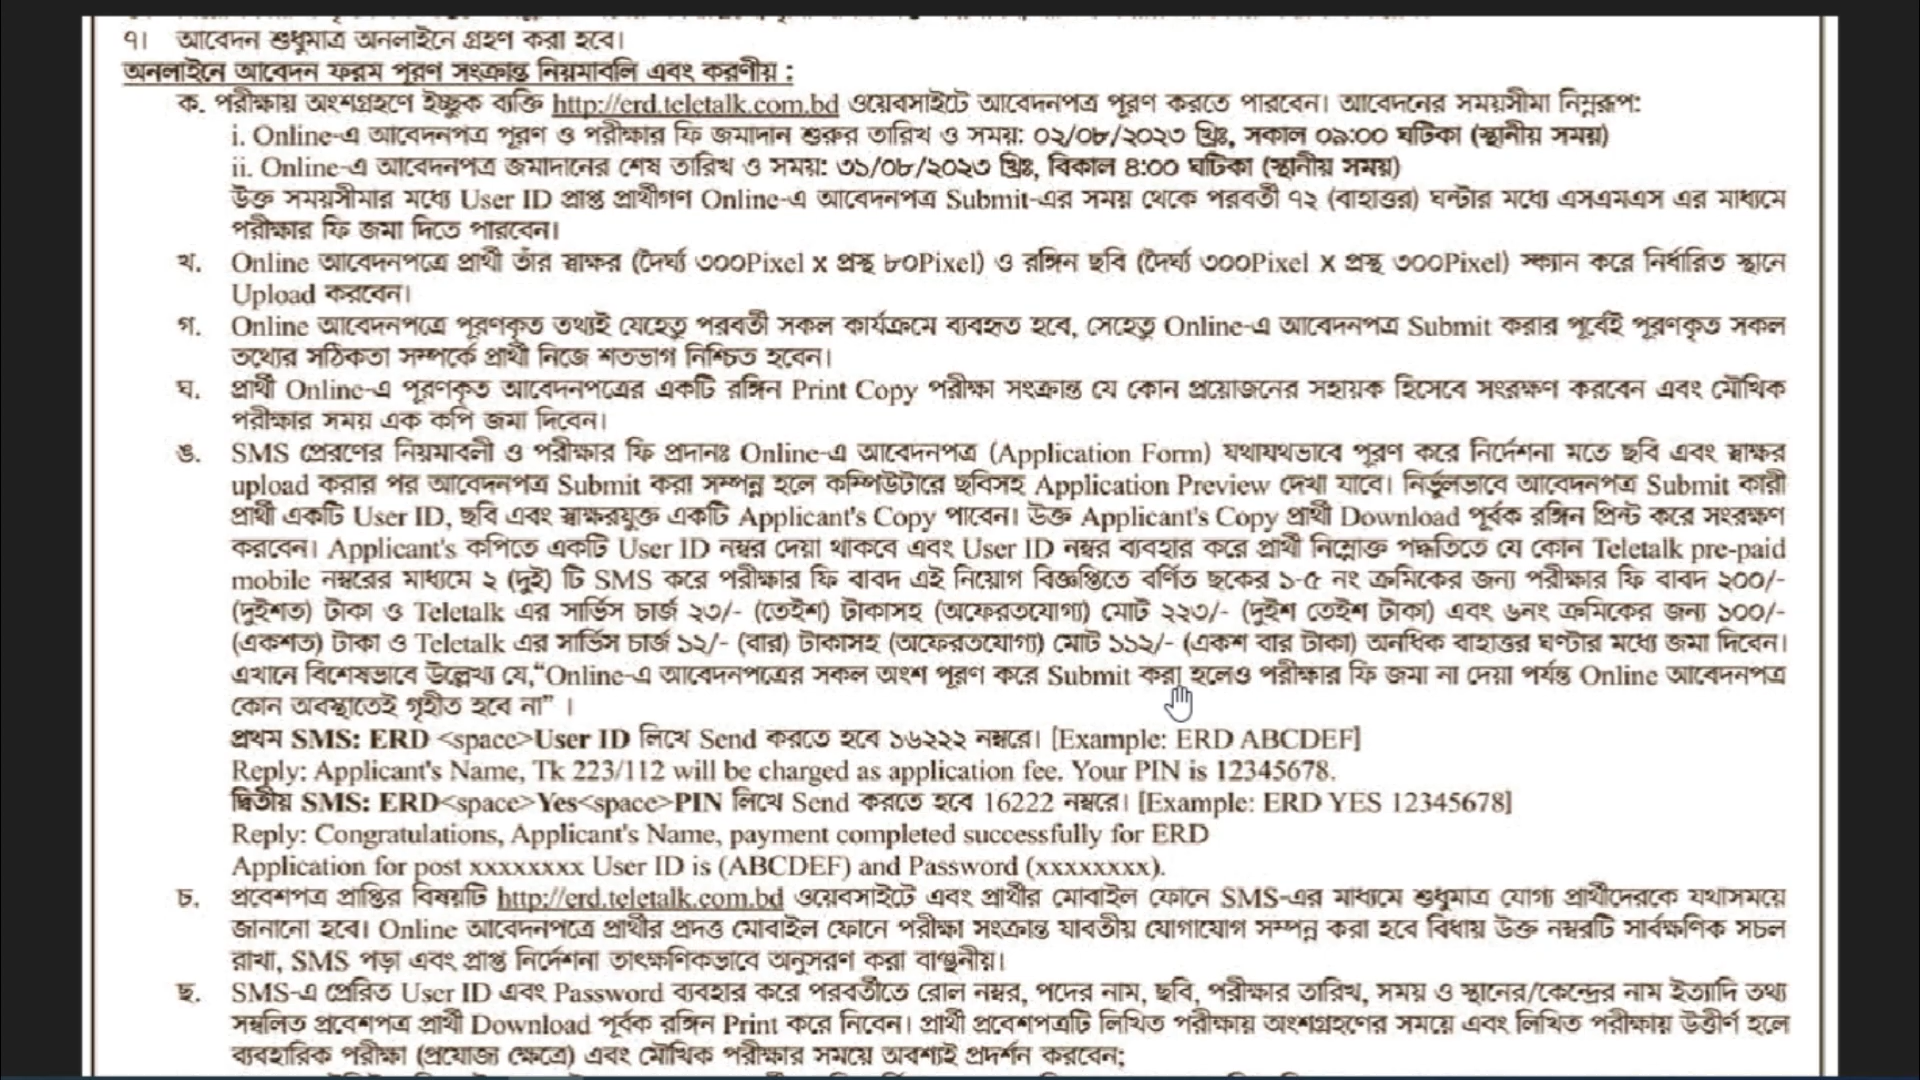 ৭। আবেদন শুধুমাত্র অনলাইনে গ্রহণ করা হবে।
অনলাইনে আবেদন ফরম পূরণ সংক্রান্ত নিয়মাবলি এবং করণীয় :
ক. পরীক্ষায় অংশগ্রহণে ইচ্ছুক ব্যক্তি http://erd.teletalk.com.bd ওয়েবসাইটে আবেদনপত্র পূরণ করতে পারবেন। আবেদনের সময়সীমা নিম্নরূপ:
i. Online-এ আবেদনপত্র পূরণ ও পরীক্ষার ফি জমাদান শুরুর তারিখ ও সময়: ০২/০৮/২০২৩ খ্রিঃ, সকাল ০৯:০০ ঘটিকা (স্থানীয় সময়)
ii. Online-এ আবেদনপত্র জমাদানের শেষ তারিখ ও সময়: ৩১/০৮/২০২৩ খ্রিঃ, বিকাল ৪:০০ ঘটিকা (স্থানীয় সময়)
উক্ত সময়সীমার মধ্যে User ID প্রাপ্ত প্রার্থীগণ Online-এ আবেদনপত্র Submit-এর সময় থেকে পরবর্তী ৭২ (বাহাত্তর) ঘন্টার মধ্যে এসএমএস এর মাধ্যমে
পরীক্ষার ফি জমা দিতে পারবেন।
খ. Online আবেদনপত্রে প্রার্থী তাঁর স্বাক্ষর (দৈর্ঘ্য ৩০০Pixel x প্রস্থ ৮০Pixel) ও রঙ্গিন ছবি (দৈর্ঘ্য ৩০০Pixel X প্রস্থ ৩০০Pixel) স্ক্যান করে নির্ধারিত স্থানে
Upload করবেন।
গ. Online আবেদনপত্রে পূরণকৃত তথ্যই যেহেতু পরবর্তী সকল কার্যক্রমে ব্যবহৃত হবে, সেহেতু Online-এ আবেদনপত্র Submit করার পূর্বেই পূরণকৃত সকল
তথ্যের সঠিকতা সম্পর্কে প্রার্থী নিজে শতভাগ নিশ্চিত হবেন।
ঘ. প্রার্থী Online-এ পূরণকৃত আবেদনপত্রের একটি রঙ্গিন Print Copy পরীক্ষা সংক্রান্ত যে কোন প্রয়োজনের সহায়ক হিসেবে সংরক্ষণ করবেন এবং মৌখিক
পরীক্ষার সময় এক কপি জমা দিবেন।
ঙ. SMS প্রেরণের নিয়মাবলী ও পরীক্ষার ফি প্রদানঃ Online-এ আবেদনপত্র (Application Form) যথাযথভাবে পূরণ করে নির্দেশনা মতে ছবি এবং স্বাক্ষর
upload করার পর আবেদনপত্র Submit করা সম্পন্ন হলে কম্পিউটারে ছবিসহ Application Preview দেখা যাবে। নির্ভুলভাবে আবেদনপত্র Submit কারী
প্রার্থী একটি User ID, ছবি এবং স্বাক্ষরযুক্ত একটি Applicant's Copy পাবেন। উক্ত Applicant's Copy প্রার্থী Download পূর্বক রঙ্গিন প্রিন্ট করে সংরক্ষণ
করবেন। Applicant's কপিতে একটি User ID নম্বর দেয়া থাকবে এবং User ID নম্বর ব্যবহার করে প্রার্থী নিম্নোক্ত পদ্ধতিতে যে কোন Teletalk pre-paid
mobile নম্বরের মাধ্যমে ২ (দুই) টি SMS করে পরীক্ষার ফি বাবদ এই নিয়োগ বিজ্ঞপ্তিতে বর্ণিত ছকের ১-৫ নং ক্রমিকের জন্য পরীক্ষার ফি বাবদ ২০০/-
(দুইশত) টাকা ও Teletalk এর সার্ভিস চার্জ ২৩/- (তেইশ) টাকাসহ (অফেরতযোগ্য) মোট ২২৩/- (দুইশ তেইশ টাকা) এবং ৬নং ক্রমিকের জন্য ১০০/-
(একশত) টাকা ও Teletalk এর সার্ভিস চার্জ ১২/- (বার) টাকাসহ (অফেরতযোগ্য) মোট ১১২/- (একশ বার টাকা) অনধিক বাহাত্তর ঘণ্টার মধ্যে জমা দিবেন।
এখানে বিশেষভাবে উল্লেখ্য যে,“Online-এ আবেদনপত্রের সকল অংশ পূরণ করে Submit করা হলেও পরীক্ষার ফি জমা না দেয়া পর্যন্ত Online আবেদনপত্র
কোন অবস্থাতেই গৃহীত হবে না” ।
প্রথম SMS: ERD <space>User ID লিখে Send করতে হবে ১৬২২২ নম্বরে। [Example: ERD ABCDEF]
Reply: Applicant's Name, Tk 223/112 will be charged as application fee. Your PIN is 12345678.
দ্বিতীয় SMS: ERD<space>Yes<space>PIN লিখে Send করতে হবে 16222 নম্বরে। [Example: ERD YES 12345678]
Reply: Congratulations, Applicant's Name, payment completed successfully for ERD
Application for post xxxxxxxx User ID is (ABCDEF) and Password (xxxxxxxx).
চ. প্রবেশপত্র প্রাপ্তির বিষয়টি http://erd.teletalk.com.bd ওয়েবসাইটে এবং প্রার্থীর মোবাইল ফোনে SMS-এর মাধ্যমে শুধুমাত্র যোগ্য প্রার্থীদেরকে যথাসময়ে
জানানো হবে। Online আবেদনপত্রে প্রার্থীর প্রদত্ত মোবাইল ফোনে পরীক্ষা সংক্রান্ত যাবতীয় যোগাযোগ সম্পন্ন করা হবে বিধায় উক্ত নম্বরটি সার্বক্ষণিক সচল
রাখা, SMS পড়া এবং প্রাপ্ত নির্দেশনা তাৎক্ষণিকভাবে অনুসরণ করা বাঞ্ছনীয়।
ছ. SMS-এ প্রেরিত User ID এবং Password ব্যবহার করে পরবর্তীতে রোল নম্বর, পদের নাম, ছবি, পরীক্ষার তারিখ, সময় ও স্থানের/কেন্দ্রের নাম ইত্যাদি তথ্য
সম্বলিত প্রবেশপত্র প্রার্থী Download পূর্বক রঙ্গিন Print করে নিবেন। প্রার্থী প্রবেশপত্রটি লিখিত পরীক্ষায় অংশগ্রহণের সময়ে এবং লিখিত পরীক্ষায় উত্তীর্ণ হলে
ব্যবহারিক পরীক্ষা (প্রযোজ্য ক্ষেত্রে) এবং মৌখিক পরীক্ষার সময়ে অবশ্যই প্রদর্শন করবেন;